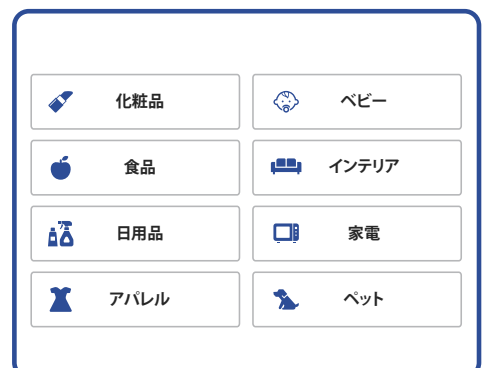 化粧品
ベビー
食品
インテリア
日用品
家電
アパレル
ペット